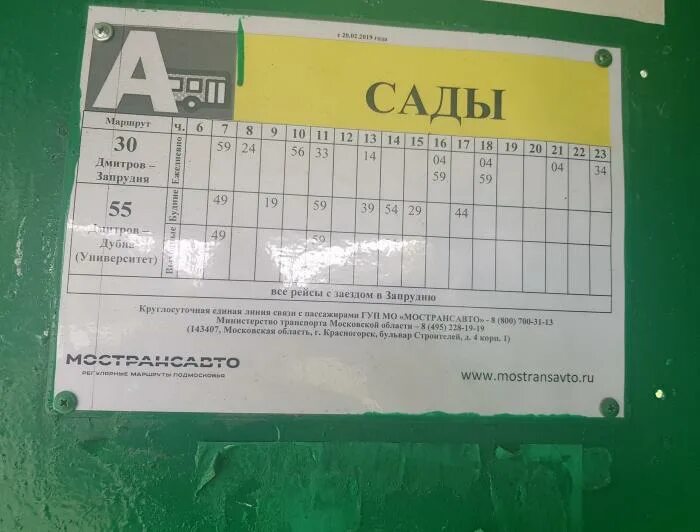 с 20.02.2019 года
А
САДЫ
Маршрут ч. 6 7 8 9 10 11 12 13 14 15 16 17 18 19 20 21 22 23
30 Дмитров – Запрудня Ежедневно 59 24 56 33 14 04 59 04 59 04 34
55 Дмитров – Дубна (Университет) Будние 49 19 59 39 54 29 44
Выходные 49 59
все рейсы с заездом в Запрудню
Круглосуточная единая линия связи с пассажирами ГУП МО «МОСТРАНСАВТО» - 8 (800) 700-31-13
Министерство транспорта Московской области – 8 (495) 228-19-19
(143407, Московская область, г. Красногорск, бульвар Строителей, д. 4 корп. 1)
МОСТРАНСАВТО
РЕГУЛЯРНЫЕ МАРШРУТЫ ПОДМОСКОВЬЯ
www.mostransavto.ru